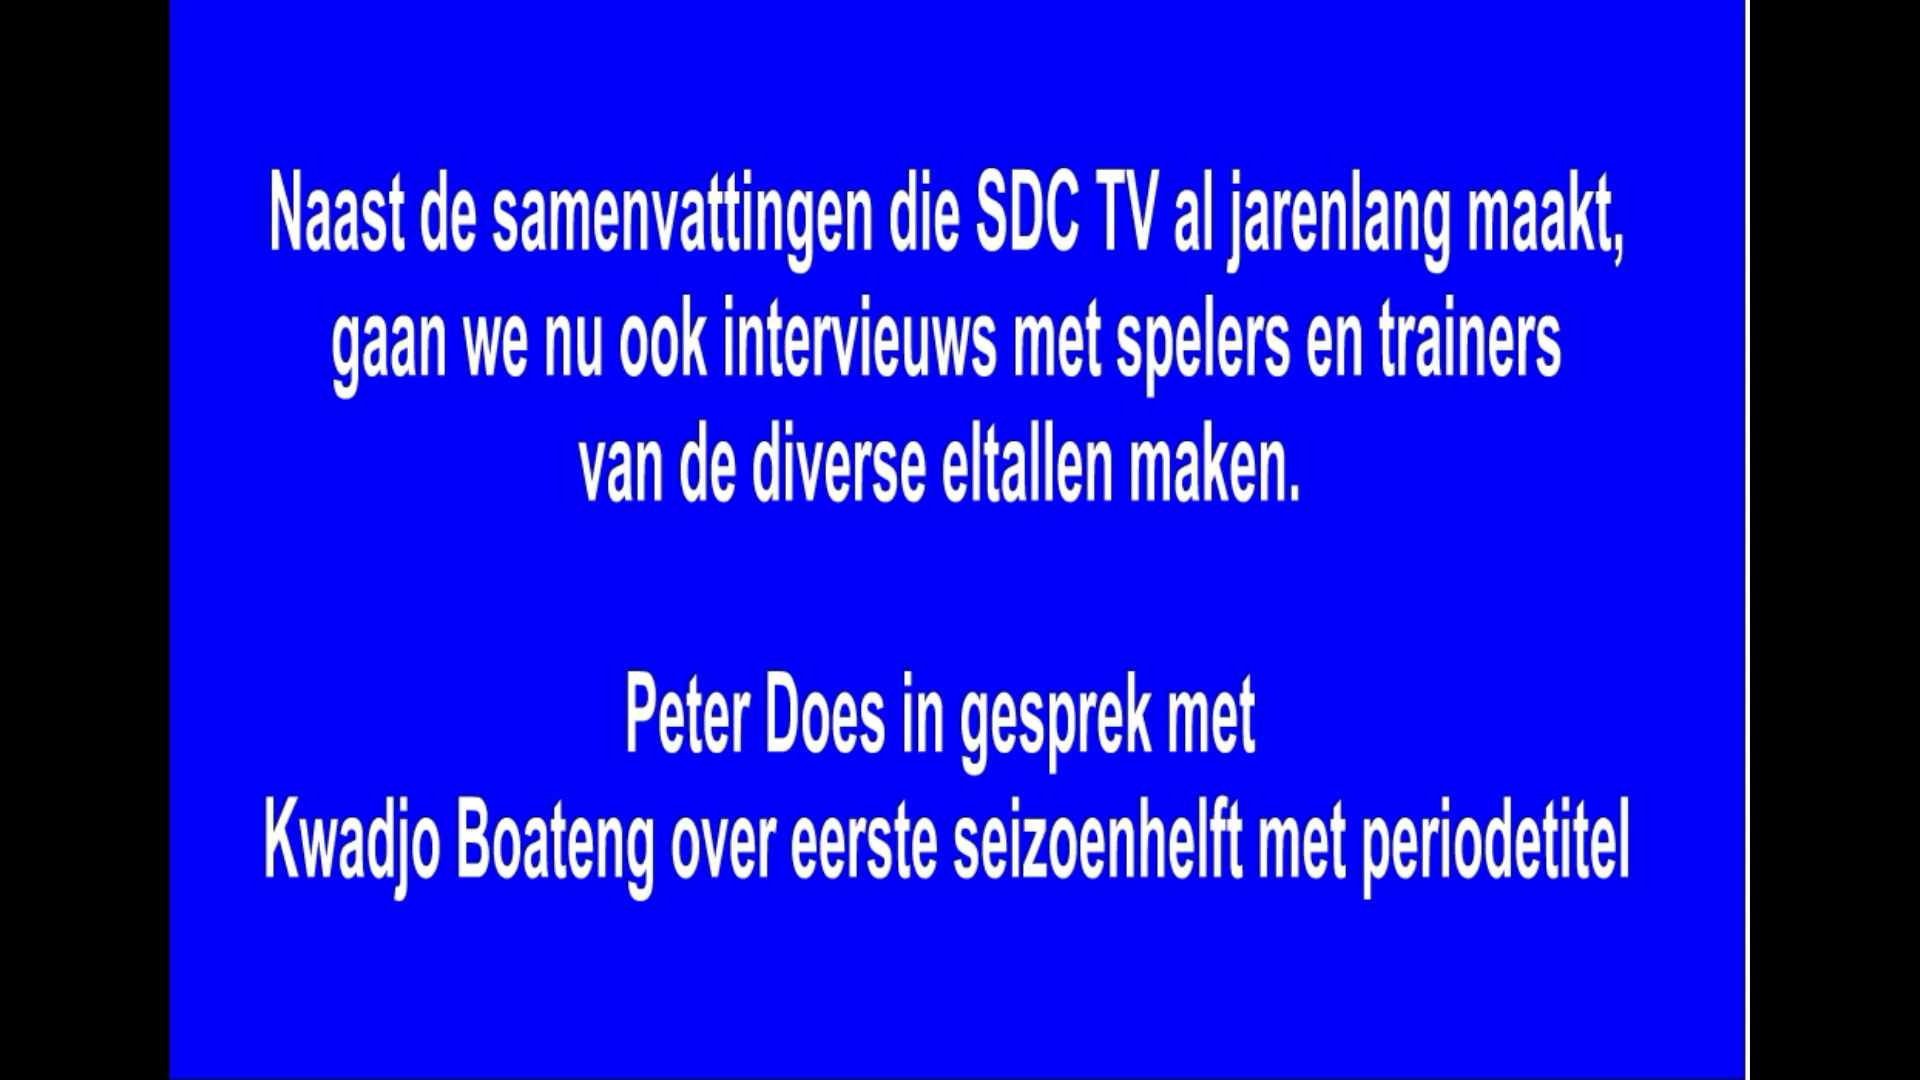 Naast de samenvattingen die SDC TV al jarenlang maakt,
gaan we nu ook intervieuws met spelers en trainers
van de diverse eltallen maken.
Peter Does in gesprek met
Kwadjo Boateng over eerste seizoenhelft met periodetitel